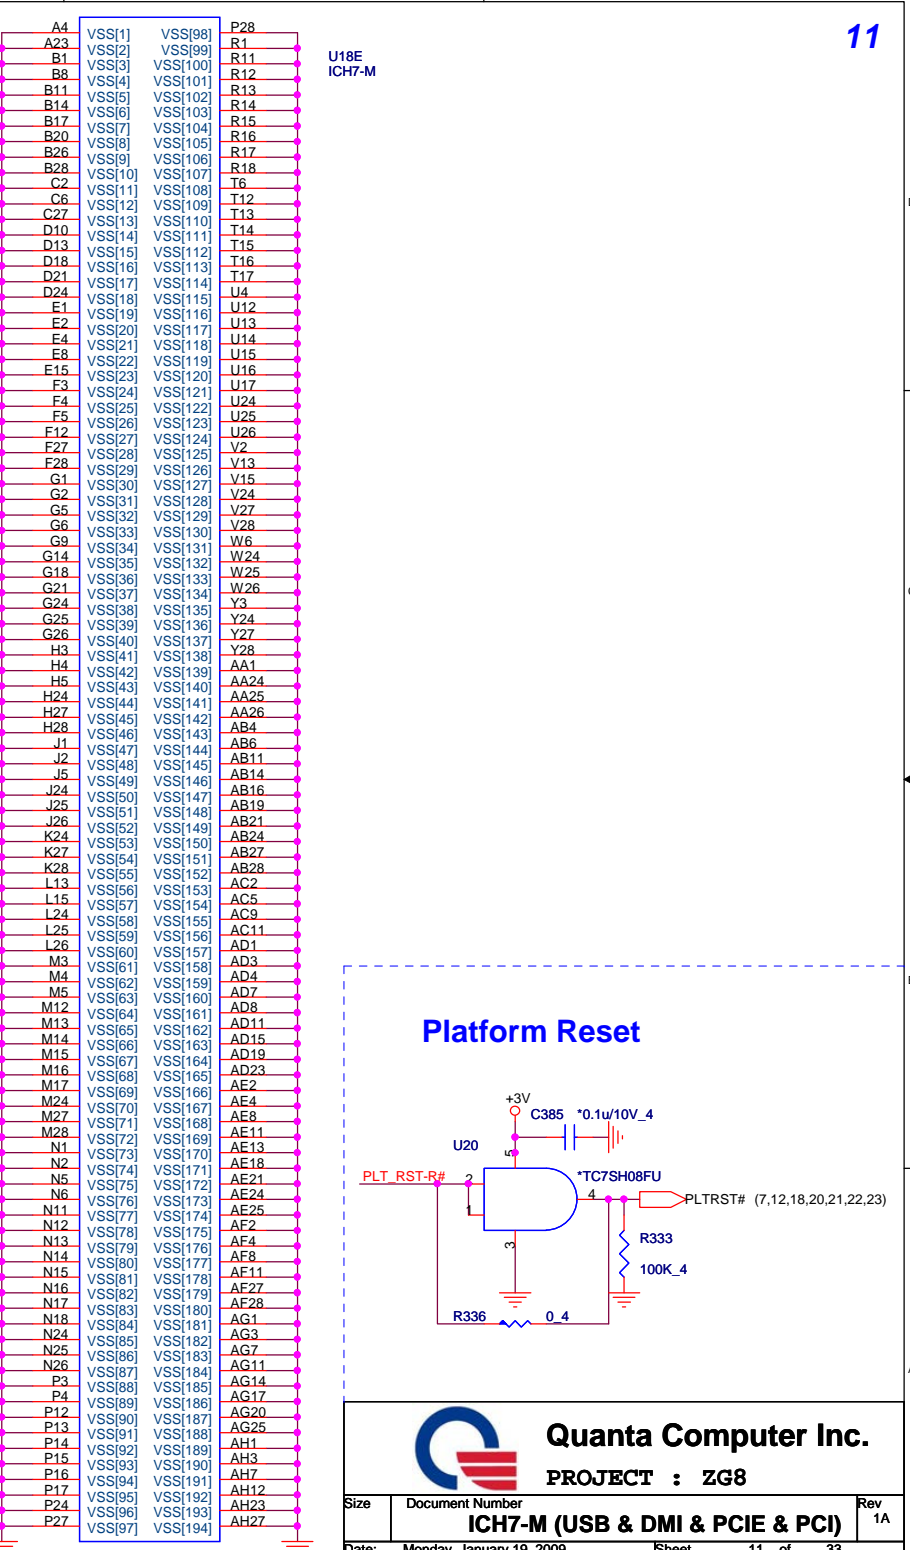 A4 VSS[1] VSS[98] P28
A23 VSS[2] VSS[99] R1
B1 VSS[3] VSS[100] R11
B8 VSS[4] VSS[101] R12
B11 VSS[5] VSS[102] R13
B14 VSS[6] VSS[103] R14
B17 VSS[7] VSS[104] R15
B20 VSS[8] VSS[105] R16
B26 VSS[9] VSS[106] R17
B28 VSS[10] VSS[107] R18
C2 VSS[11] VSS[108] T6
C6 VSS[12] VSS[109] T12
C27 VSS[13] VSS[110] T13
D10 VSS[14] VSS[111] T14
D13 VSS[15] VSS[112] T15
D18 VSS[16] VSS[113] T16
D21 VSS[17] VSS[114] T17
D24 VSS[18] VSS[115] U4
E1 VSS[19] VSS[116] U12
E2 VSS[20] VSS[117] U13
E4 VSS[21] VSS[118] U14
E8 VSS[22] VSS[119] U15
E15 VSS[23] VSS[120] U16
F3 VSS[24] VSS[121] U17
F4 VSS[25] VSS[122] U24
F5 VSS[26] VSS[123] U25
F12 VSS[27] VSS[124] U26
F27 VSS[28] VSS[125] V2
F28 VSS[29] VSS[126] V13
G1 VSS[30] VSS[127] V15
G2 VSS[31] VSS[128] V24
G5 VSS[32] VSS[129] V27
G6 VSS[33] VSS[130] V28
G9 VSS[34] VSS[131] W6
G14 VSS[35] VSS[132] W24
G18 VSS[36] VSS[133] W25
G21 VSS[37] VSS[134] W26
G24 VSS[38] VSS[135] Y3
G25 VSS[39] VSS[136] Y24
G26 VSS[40] VSS[137] Y27
H3 VSS[41] VSS[138] Y28
H4 VSS[42] VSS[139] AA1
H5 VSS[43] VSS[140] AA24
H24 VSS[44] VSS[141] AA25
H27 VSS[45] VSS[142] AA26
H28 VSS[46] VSS[143] AB4
J1 VSS[47] VSS[144] AB6
J2 VSS[48] VSS[145] AB11
J5 VSS[49] VSS[146] AB14
J24 VSS[50] VSS[147] AB16
J25 VSS[51] VSS[148] AB19
J26 VSS[52] VSS[149] AB21
K24 VSS[53] VSS[150] AB24
K27 VSS[54] VSS[151] AB27
K28 VSS[55] VSS[152] AB28
L13 VSS[56] VSS[153] AC2
L15 VSS[57] VSS[154] AC5
L24 VSS[58] VSS[155] AC9
L25 VSS[59] VSS[156] AC11
L26 VSS[60] VSS[157] AD1
M3 VSS[61] VSS[158] AD3
M4 VSS[62] VSS[159] AD4
M5 VSS[63] VSS[160] AD7
M12 VSS[64] VSS[161] AD8
M13 VSS[65] VSS[162] AD11
M14 VSS[66] VSS[163] AD15
M15 VSS[67] VSS[164] AD19
M16 VSS[68] VSS[165] AD23
M17 VSS[69] VSS[166] AE2
M24 VSS[70] VSS[167] AE4
M27 VSS[71] VSS[168] AE8
M28 VSS[72] VSS[169] AE11
N1 VSS[73] VSS[170] AE13
N2 VSS[74] VSS[171] AE18
N5 VSS[75] VSS[172] AE21
N6 VSS[76] VSS[173] AE24
N11 VSS[77] VSS[174] AE25
N12 VSS[78] VSS[175] AF2
N13 VSS[79] VSS[176] AF4
N14 VSS[80] VSS[177] AF8
N15 VSS[81] VSS[178] AF11
N16 VSS[82] VSS[179] AF27
N17 VSS[83] VSS[180] AF28
N18 VSS[84] VSS[181] AG1
N24 VSS[85] VSS[182] AG3
N25 VSS[86] VSS[183] AG7
N26 VSS[87] VSS[184] AG11
P3 VSS[88] VSS[185] AG14
P4 VSS[89] VSS[186] AG17
P12 VSS[90] VSS[187] AG20
P13 VSS[91] VSS[188] AG25
P14 VSS[92] VSS[189] AH1
P15 VSS[93] VSS[190] AH3
P16 VSS[94] VSS[191] AH7
P17 VSS[95] VSS[192] AH12
P24 VSS[96] VSS[193] AH23
P27 VSS[97] VSS[194] AH27
U18E
ICH7-M
11
Platform Reset
+3V
C385 *0.1u/10V_4
U20
5
*TC7SH08FU
PLT_RST-R# 2
1
4
PLTRST# (7,12,18,20,21,22,23)
3
R333
100K_4
R336 0_4
Quanta Computer Inc.
PROJECT : ZG8
Size Document Number Rev
ICH7-M (USB & DMI & PCIE & PCI) 1A
Date: Monday, January 19, 2009 Sheet 11 of 33